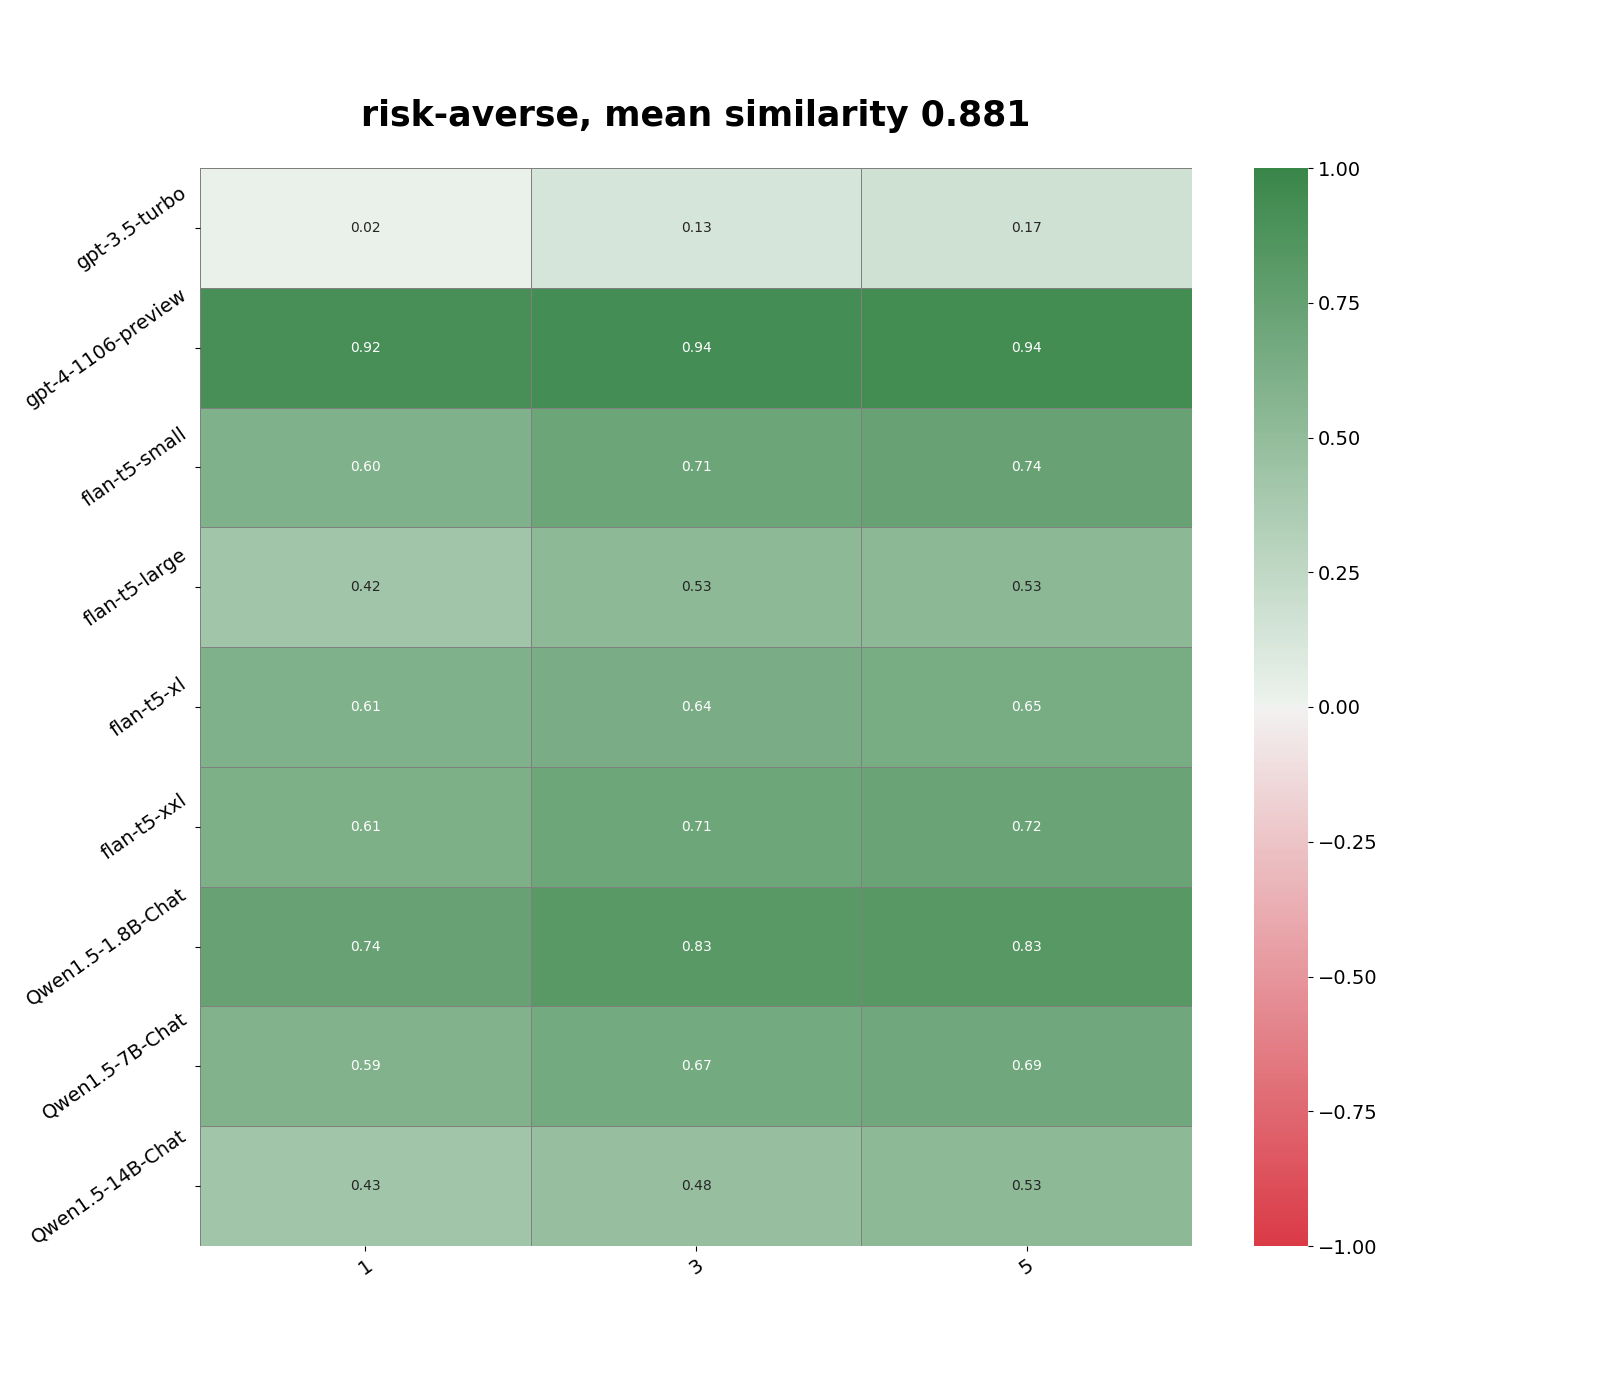 risk-averse, mean similarity 0.881
gpt-3.5-turbo 0.02 0.13 0.17
gpt-4-1106-preview 0.92 0.94 0.94
flan-t5-small 0.60 0.71 0.74
flan-t5-large 0.42 0.53 0.53
flan-t5-xl 0.61 0.64 0.65
flan-t5-xxl 0.61 0.71 0.72
Qwen1.5-1.8B-Chat 0.74 0.83 0.83
Qwen1.5-7B-Chat 0.59 0.67 0.69
Qwen1.5-14B-Chat 0.43 0.48 0.53
1 3 5
1.00
0.75
0.50
0.25
0.00
−0.25
−0.50
−0.75
−1.00